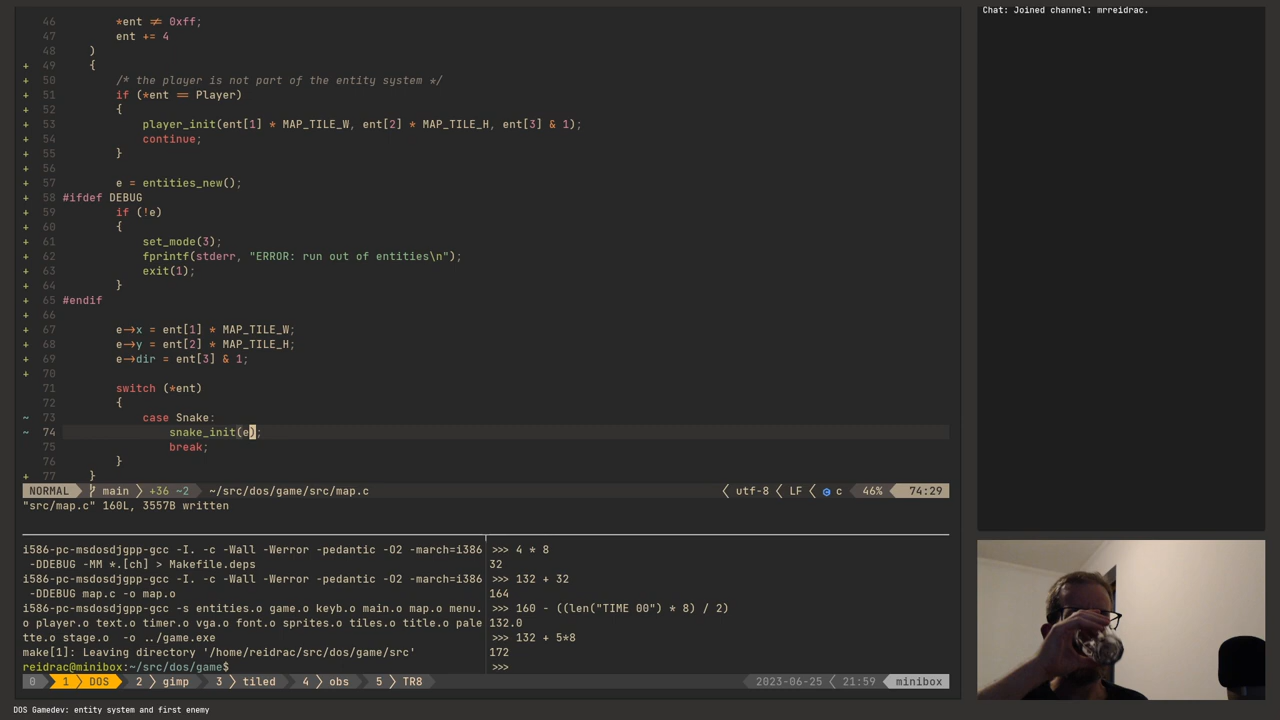 Chat: Joined channel: mrreidrac.
46 *ent ≠ 0xff;
47 ent += 4
48 )
+ 49 {
+ 50 /* the player is not part of the entity system */
+ 51 if (*ent == Player)
+ 52 {
+ 53 player_init(ent[1] * MAP_TILE_W, ent[2] * MAP_TILE_H, ent[3] & 1);
+ 54 continue;
+ 55 }
+ 56
+ 57 e = entities_new();
+ 58 #ifdef DEBUG
+ 59 if (!e)
+ 60 {
+ 61 set_mode(3);
+ 62 fprintf(stderr, "ERROR: run out of entities\n");
+ 63 exit(1);
+ 64 }
+ 65 #endif
+ 66
+ 67 e→x = ent[1] * MAP_TILE_W;
+ 68 e→y = ent[2] * MAP_TILE_H;
+ 69 e→dir = ent[3] & 1;
+ 70
71 switch (*ent)
72 {
~ 73 case Snake:
~ 74 snake_init(e);
75 break;
76 }
+ 77 }
NORMAL main +36 ~2 ~/src/dos/game/src/map.c utf-8 LF c 46% 74:29
"src/map.c" 160L, 3557B written
i586-pc-msdosdjgpp-gcc -I. -c -Wall -Werror -pedantic -O2 -march=i386
-DDEBUG -MM *.[ch] > Makefile.deps
i586-pc-msdosdjgpp-gcc -I. -c -Wall -Werror -pedantic -O2 -march=i386
-DDEBUG map.c -o map.o
i586-pc-msdosdjgpp-gcc -s entities.o game.o keyb.o main.o map.o menu.
o player.o text.o timer.o vga.o font.o sprites.o tiles.o title.o pale
tte.o stage.o -o ../game.exe
make[1]: Leaving directory '/home/reidrac/src/dos/game/src'
reidrac@minibox:~/src/dos/game$
>>> 4 * 8
32
>>> 132 + 32
164
>>> 160 - ((len("TIME 00") * 8) / 2)
132.0
>>> 132 + 5*8
172
>>>
0 1 DOS 2 gimp 3 tiled 4 obs 5 TR8 2023-06-25 21:59 minibox
DOS Gamedev: entity system and first enemy